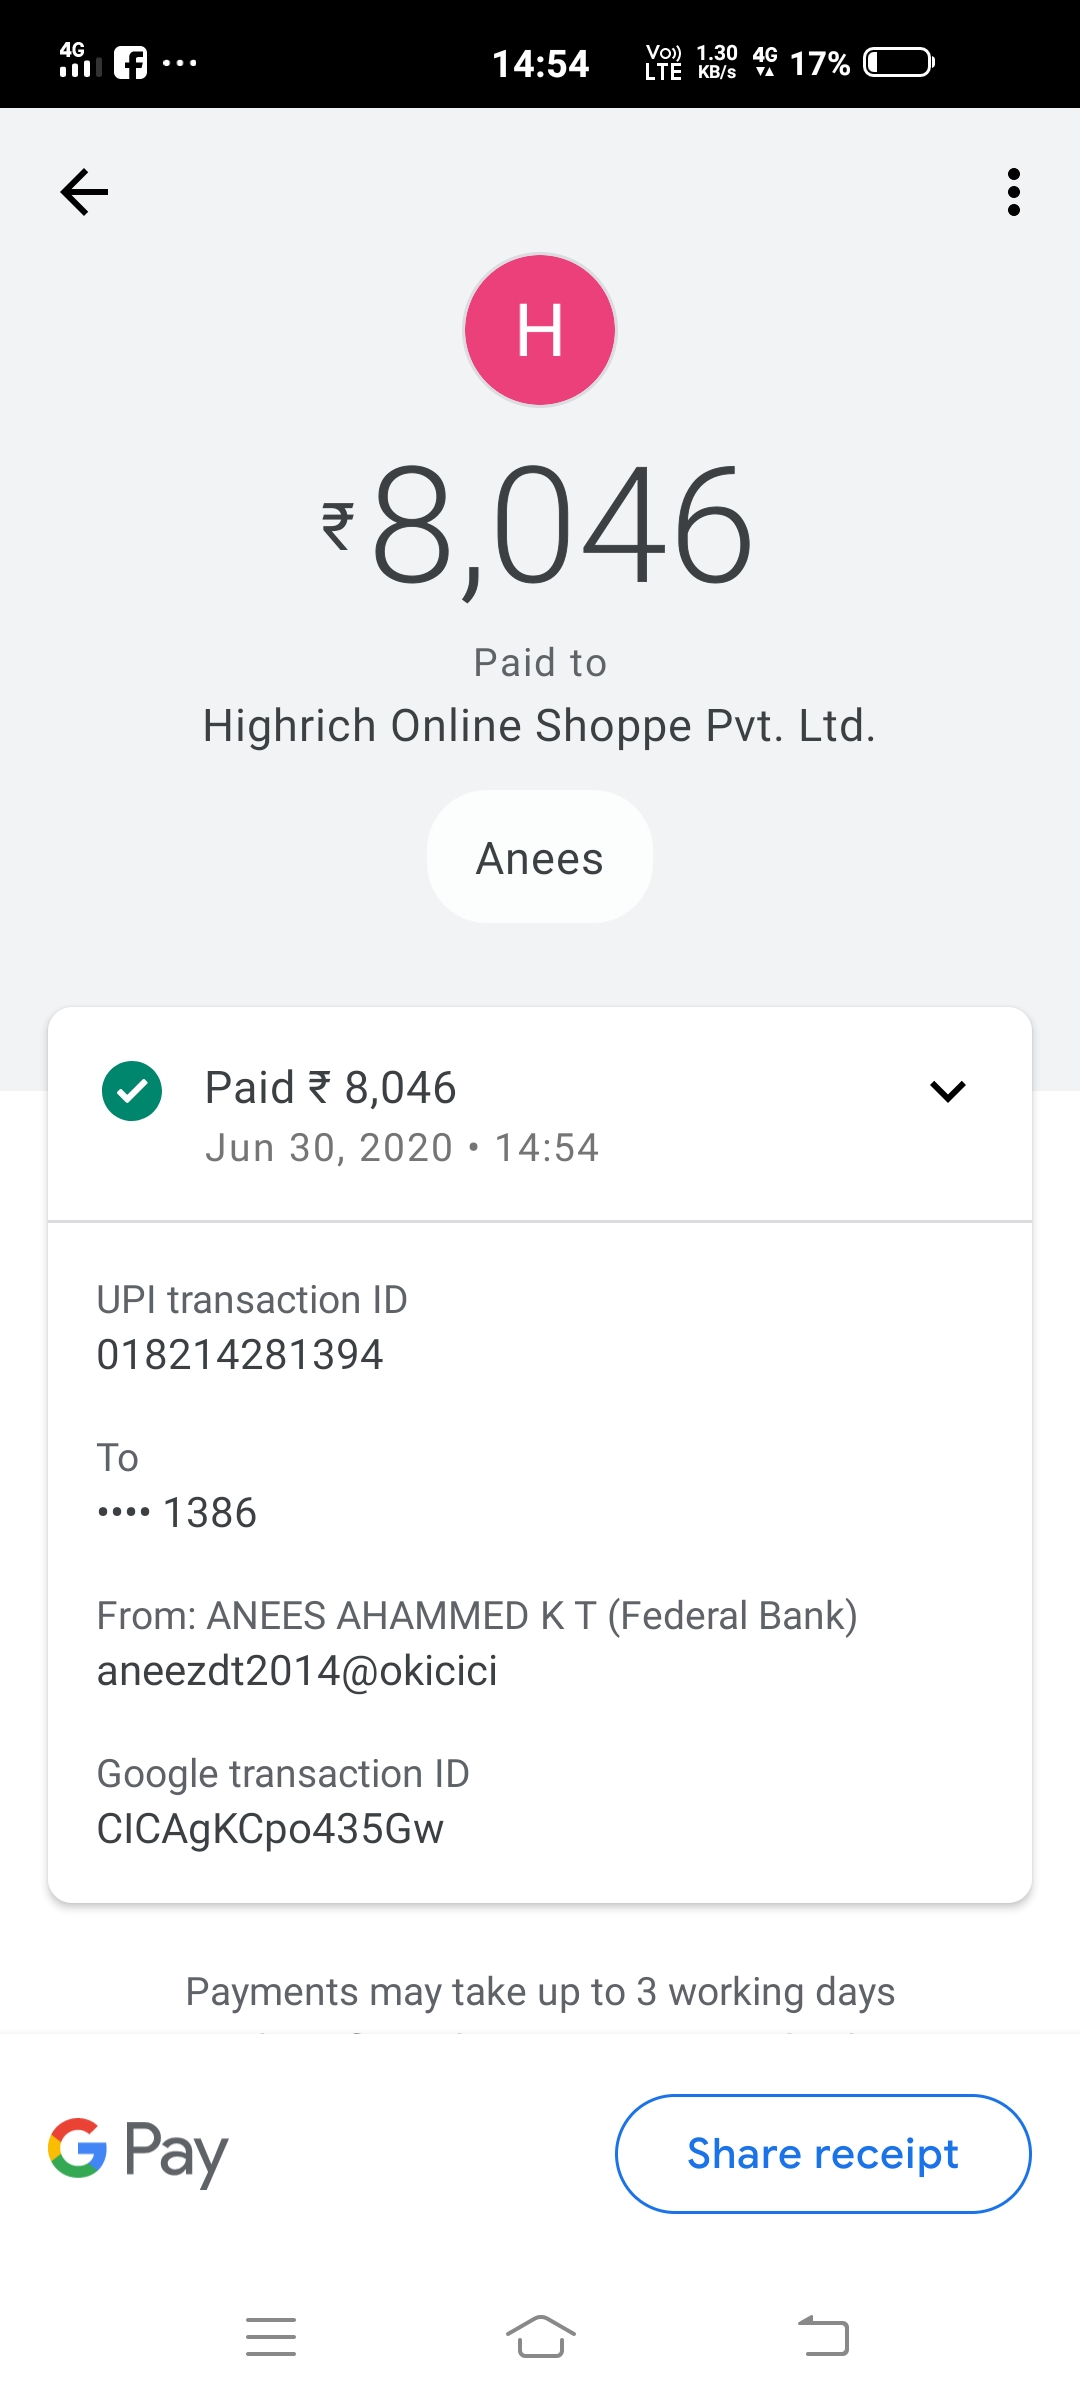 4G
14:54
Vo)) LTE
1.30 KB/s
4G
17%
H
₹8,046
Paid to
Highrich Online Shoppe Pvt. Ltd.
Anees
Paid ₹ 8,046
Jun 30, 2020 • 14:54
UPI transaction ID
018214281394
To
•••• 1386
From: ANEES AHAMMED K T (Federal Bank)
aneezdt2014@okicici
Google transaction ID
CICAgKCpo435Gw
Payments may take up to 3 working days
G Pay
Share receipt